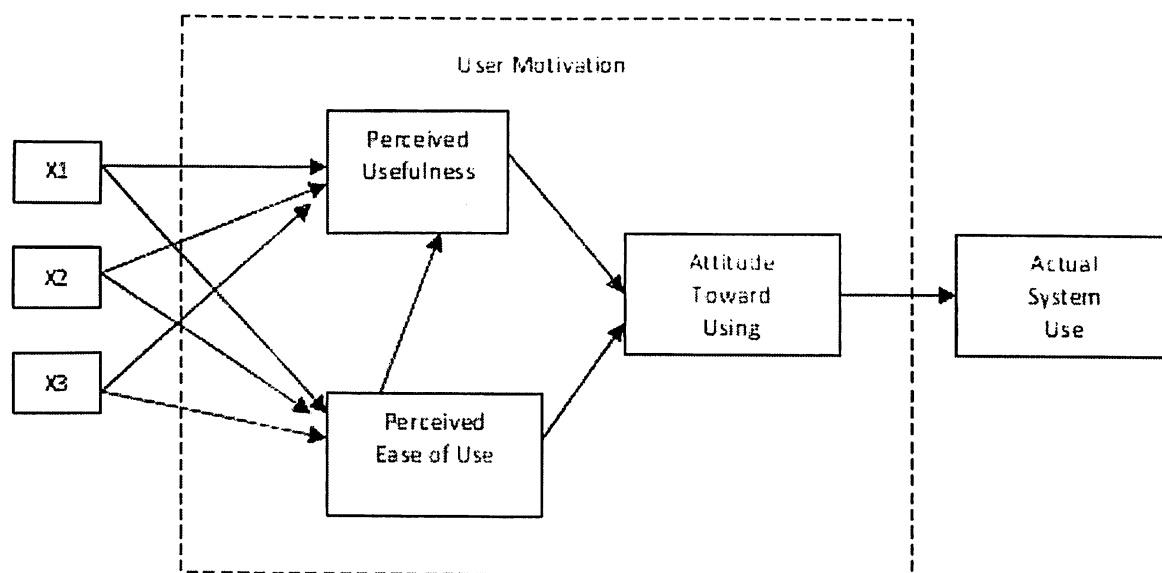 User Motivation
X1
X2
X3
Perceived
Usefulness
Perceived
Ease of Use
Attitude
Toward
Using
Actual
System
Use